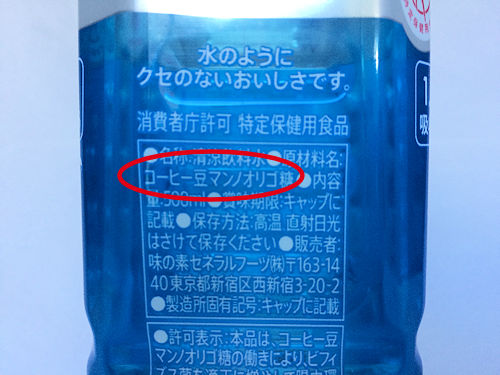 水のように
クセのないおいしさです。
消費者庁許可 特定保健用食品
●名称:清涼飲料水●原材料名:
コーヒー豆マンノオリゴ糖 ●内容
量:500ml●賞味期限:キャップに
記載●保存方法:高温 直射日光
はさけて保存ください●販売者:
味の素ゼネラルフーヅ㈱〒163-14
40東京都新宿区西新宿3-20-2
●製造所固有記号:キャップに記載
●許可表示:本品は、コーヒー豆
マンノオリゴ糖の働きにより、ビフィ